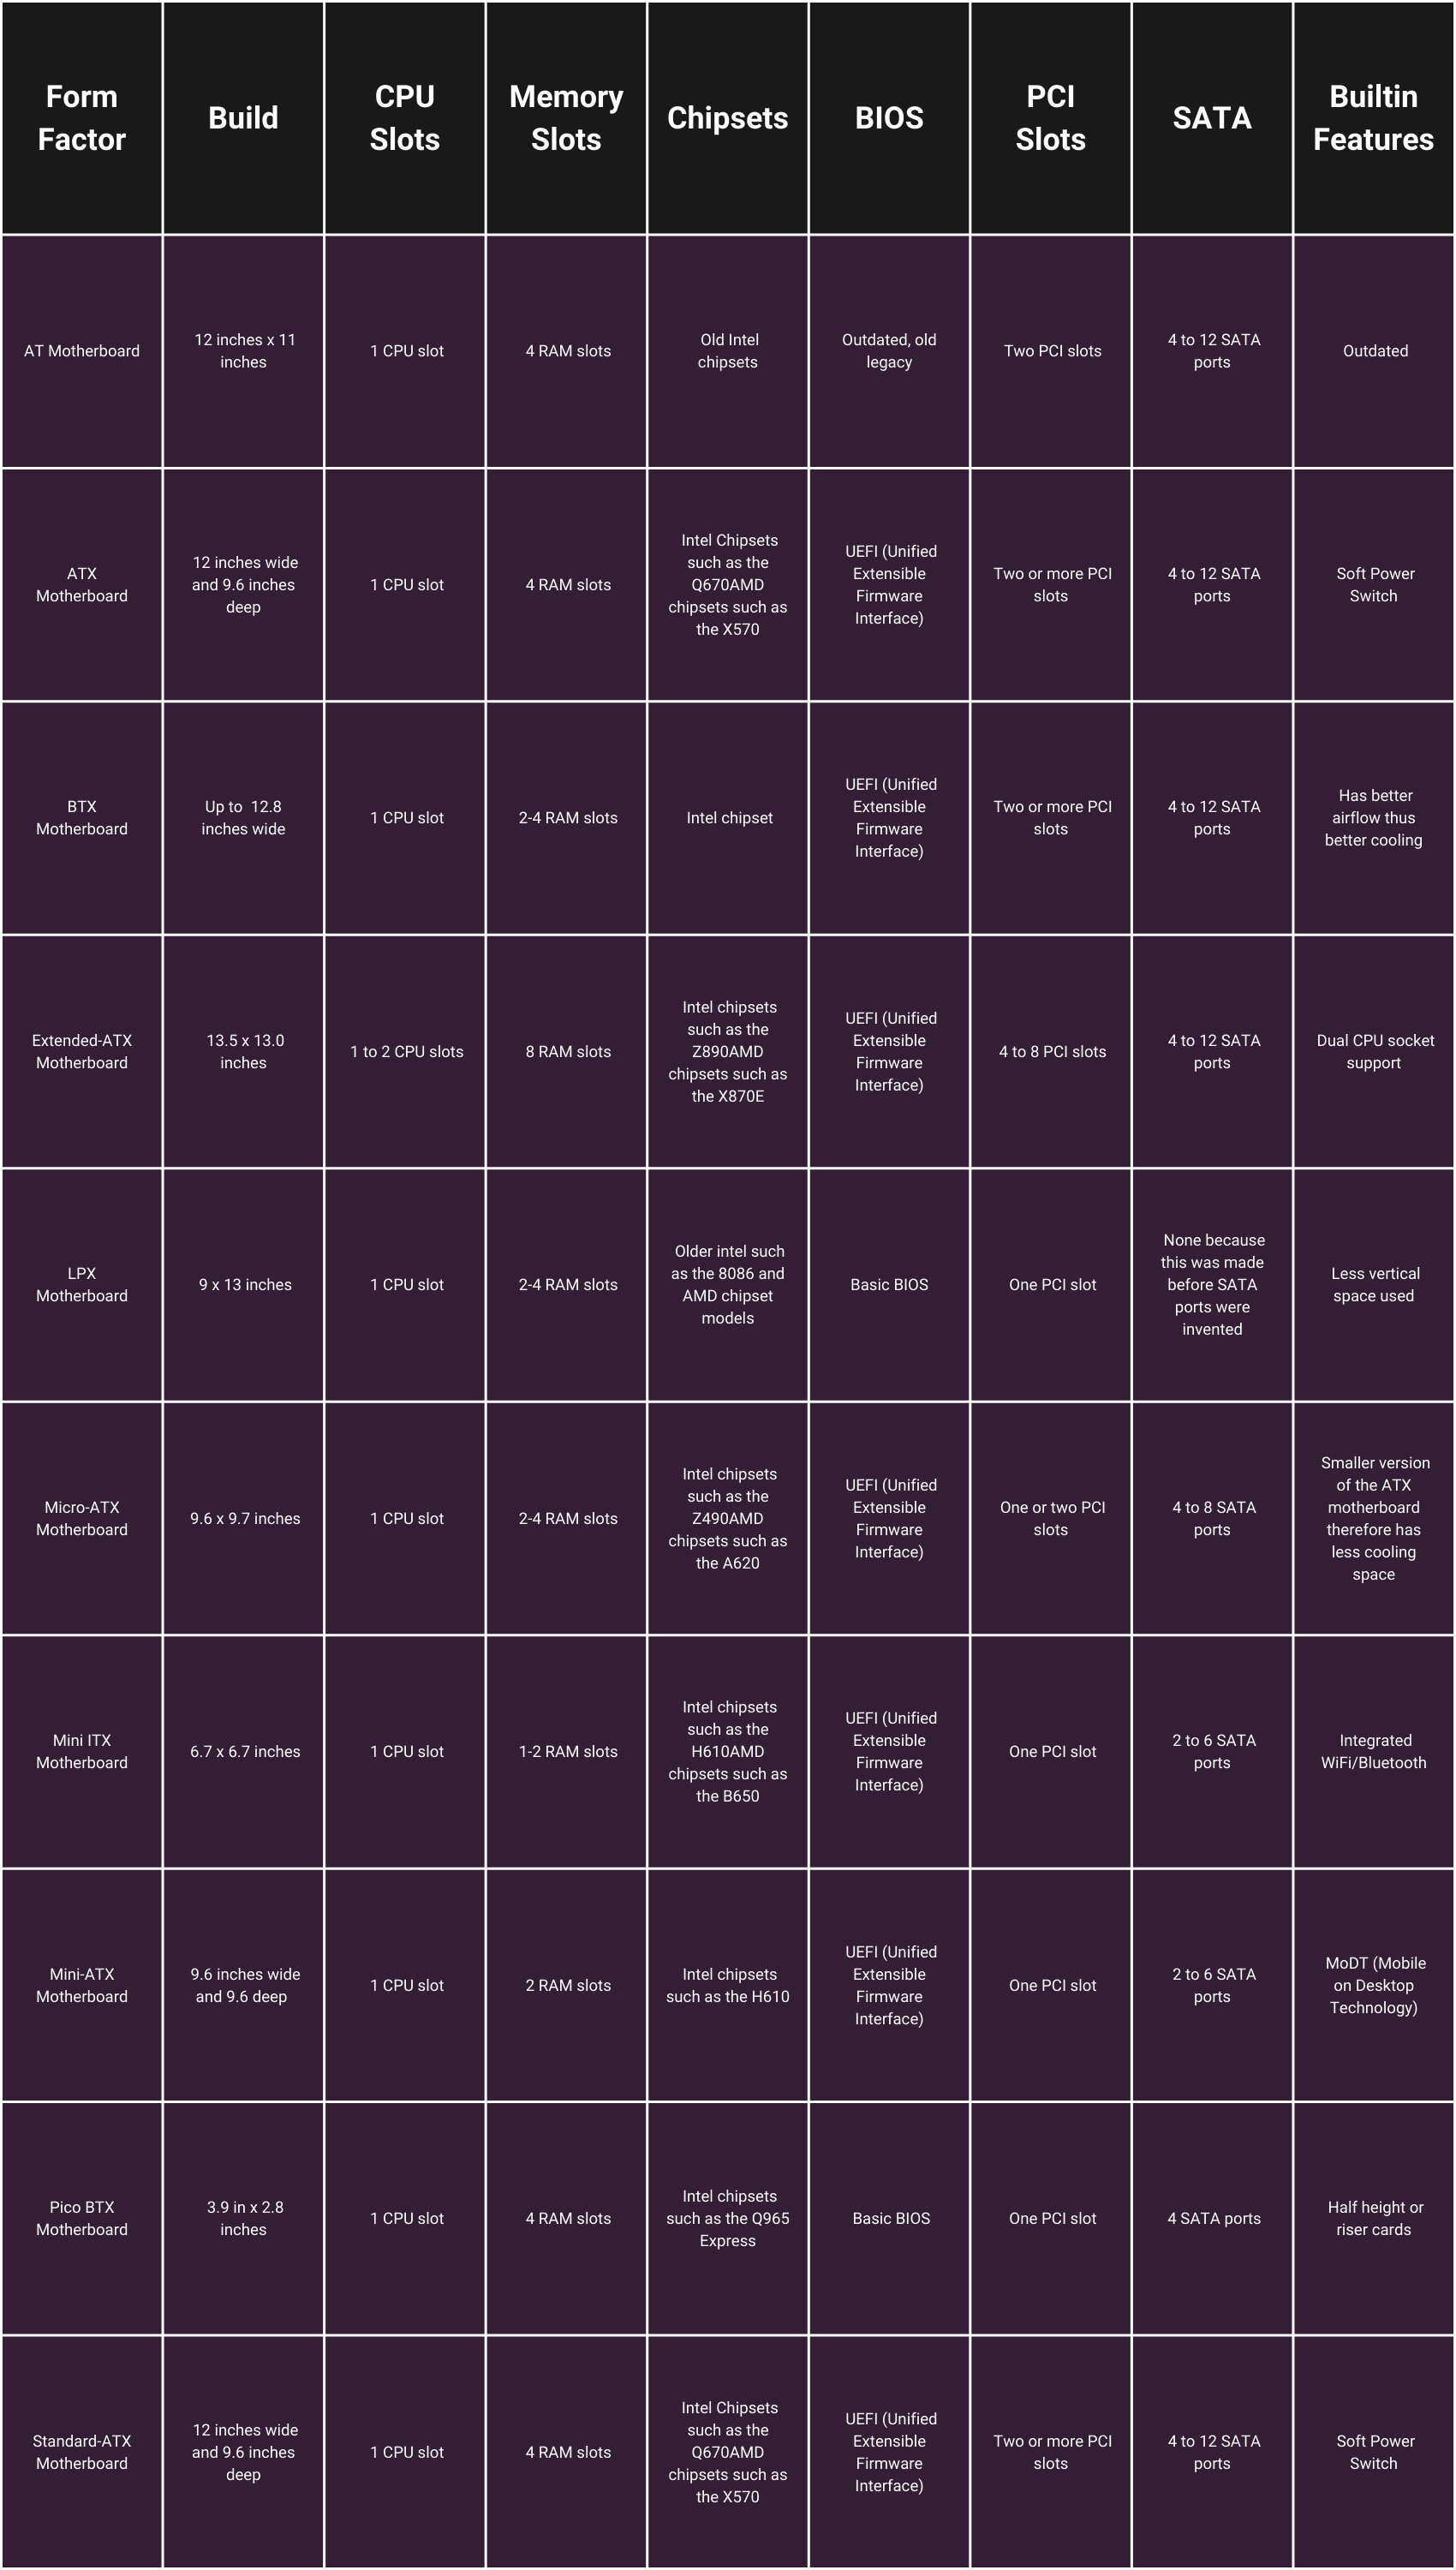 Form
Factor
Build
CPU
Slots
Memory
Slots
Chipsets
BIOS
PCI
Slots
SATA
Builtin
Features
AT Motherboard
12 inches x 11
inches
1 CPU slot
4 RAM slots
Old Intel
chipsets
Outdated, old
legacy
Two PCI slots
4 to 12 SATA
ports
Outdated
ATX
Motherboard
12 inches wide
and 9.6 inches
deep
1 CPU slot
4 RAM slots
Intel Chipsets
such as the
Q670AMD
chipsets such as
the X570
UEFI (Unified
Extensible
Firmware
Interface)
Two or more PCI
slots
4 to 12 SATA
ports
Soft Power
Switch
BTX
Motherboard
Up to 12.8
inches wide
1 CPU slot
2-4 RAM slots
Intel chipset
UEFI (Unified
Extensible
Firmware
Interface)
Two or more PCI
slots
4 to 12 SATA
ports
Has better
airflow thus
better cooling
Extended-ATX
Motherboard
13.5 x 13.0
inches
1 to 2 CPU slots
8 RAM slots
Intel chipsets
such as the
Z890AMD
chipsets such as
the X870E
UEFI (Unified
Extensible
Firmware
Interface)
4 to 8 PCI slots
4 to 12 SATA
ports
Dual CPU socket
support
LPX
Motherboard
9 x 13 inches
1 CPU slot
2-4 RAM slots
Older intel such
as the 8086 and
AMD chipset
models
Basic BIOS
One PCI slot
None because
this was made
before SATA
ports were
invented
Less vertical
space used
Micro-ATX
Motherboard
9.6 x 9.7 inches
1 CPU slot
2-4 RAM slots
Intel chipsets
such as the
Z490AMD
chipsets such as
the A620
UEFI (Unified
Extensible
Firmware
Interface)
One or two PCI
slots
4 to 8 SATA
ports
Smaller version
of the ATX
motherboard
therefore has
less cooling
space
Mini ITX
Motherboard
6.7 x 6.7 inches
1 CPU slot
1-2 RAM slots
Intel chipsets
such as the
H610AMD
chipsets such as
the B650
UEFI (Unified
Extensible
Firmware
Interface)
One PCI slot
2 to 6 SATA
ports
Integrated
WiFi/Bluetooth
Mini-ATX
Motherboard
9.6 inches wide
and 9.6 deep
1 CPU slot
2 RAM slots
Intel chipsets
such as the H610
UEFI (Unified
Extensible
Firmware
Interface)
One PCI slot
2 to 6 SATA
ports
MoDT (Mobile
on Desktop
Technology)
Pico BTX
Motherboard
3.9 in x 2.8
inches
1 CPU slot
4 RAM slots
Intel chipsets
such as the Q965
Express
Basic BIOS
One PCI slot
4 SATA ports
Half height or
riser cards
Standard-ATX
Motherboard
12 inches wide
and 9.6 inches
deep
1 CPU slot
4 RAM slots
Intel Chipsets
such as the
Q670AMD
chipsets such as
the X570
UEFI (Unified
Extensible
Firmware
Interface)
Two or more PCI
slots
4 to 12 SATA
ports
Soft Power
Switch